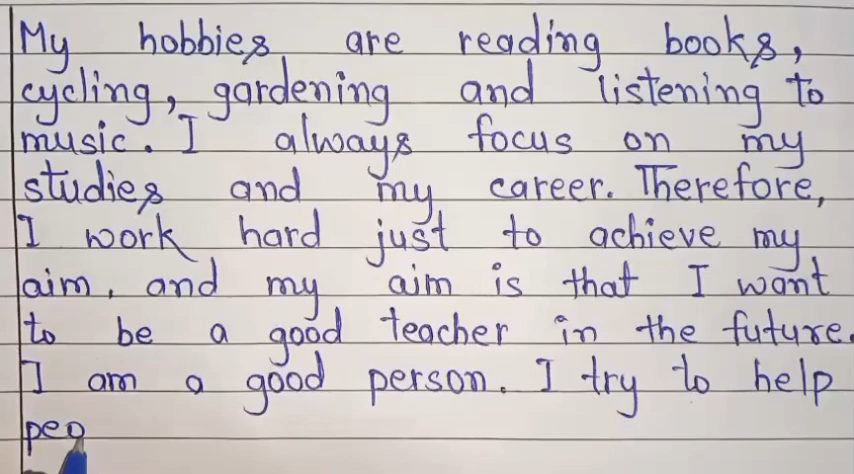 My hobbies are reading books,
cycling, gardening and listening to
music. I always focus on my
studies and my career. Therefore,
I work hard just to achieve my
aim, and my aim is that I want
to be a good teacher in the future.
I am a good person. I try to help
peo